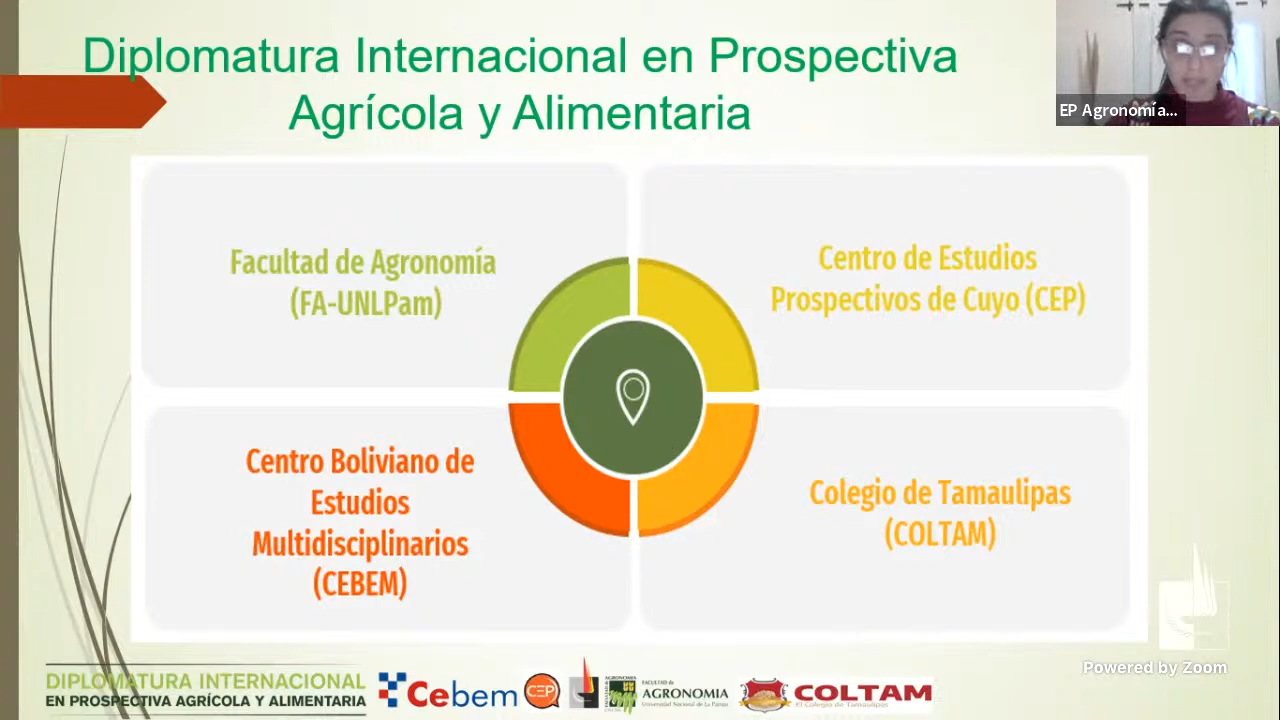 Diplomatura Internacional en Prospectiva
Agrícola y Alimentaria
EP Agronomía...
Facultad de Agronomía
(FA-UNLPam)
Centro de Estudios
Prospectivos de Cuyo (CEP)
Centro Boliviano de
Estudios
Multidisciplinarios
(CEBEM)
Colegio de Tamaulipas
(COLTAM)
Powered by Zoom
DIPLOMATURA INTERNACIONAL
EN PROSPECTIVA AGRÍCOLA Y ALIMENTARIA
Cebem
CEP
FACULTAD de
AGRONOMIA
Universidad Nacional de La Pampa
COLTAM
El Colegio de Tamaulipas